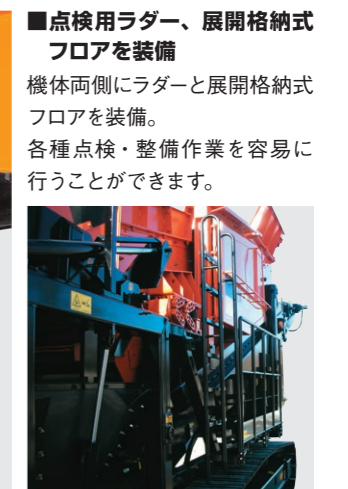 ■点検用ラダー、展開格納式
フロアを装備
機体両側にラダーと展開格納式
フロアを装備。
各種点検・整備作業を容易に
行うことができます。